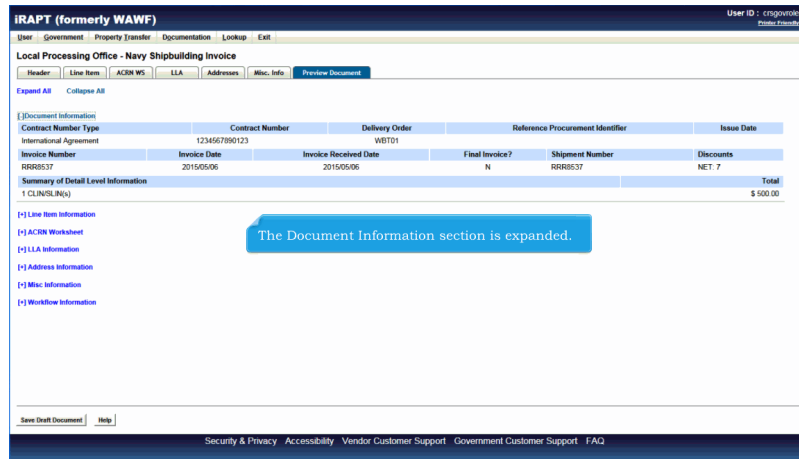 iRAPT (formerly WAWF)
User ID : crsgovrole
Printer Friendly
User Government Property Transfer Documentation Lookup Exit
Local Processing Office - Navy Shipbuilding Invoice
Header Line Item ACRN WS LLA Addresses Misc. Info Preview Document
Expand All Collapse All
[-]Document Information
Contract Number Type Contract Number Delivery Order Reference Procurement Identifier Issue Date
International Agreement 1234567890123 WBT01
Invoice Number Invoice Date Invoice Received Date Final Invoice? Shipment Number Discounts
RRR8537 2015/05/06 2015/05/06 N RRR8537 NET: 7
Summary of Detail Level Information Total
1 CLIN/SLIN(s) $ 500.00
[+] Line Item Information
[+] ACRN Worksheet
[+] LLA Information
[+] Address Information
[+] Misc Information
[+] Workflow Information
The Document Information section is expanded.
Save Draft Document Help
Security & Privacy Accessibility Vendor Customer Support Government Customer Support FAQ